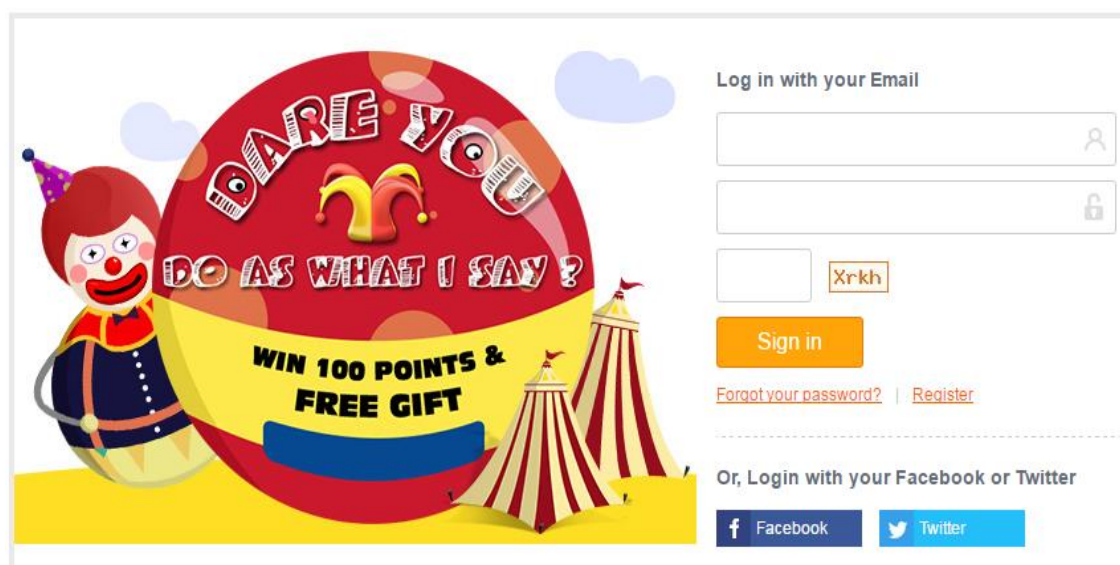 DARE YOU
DO AS WHAT I SAY ?
WIN 100 POINTS &
FREE GIFT
Log in with your Email
Xrkh
Sign in
Forgot your password? | Register
Or, Login with your Facebook or Twitter
f Facebook
Twitter